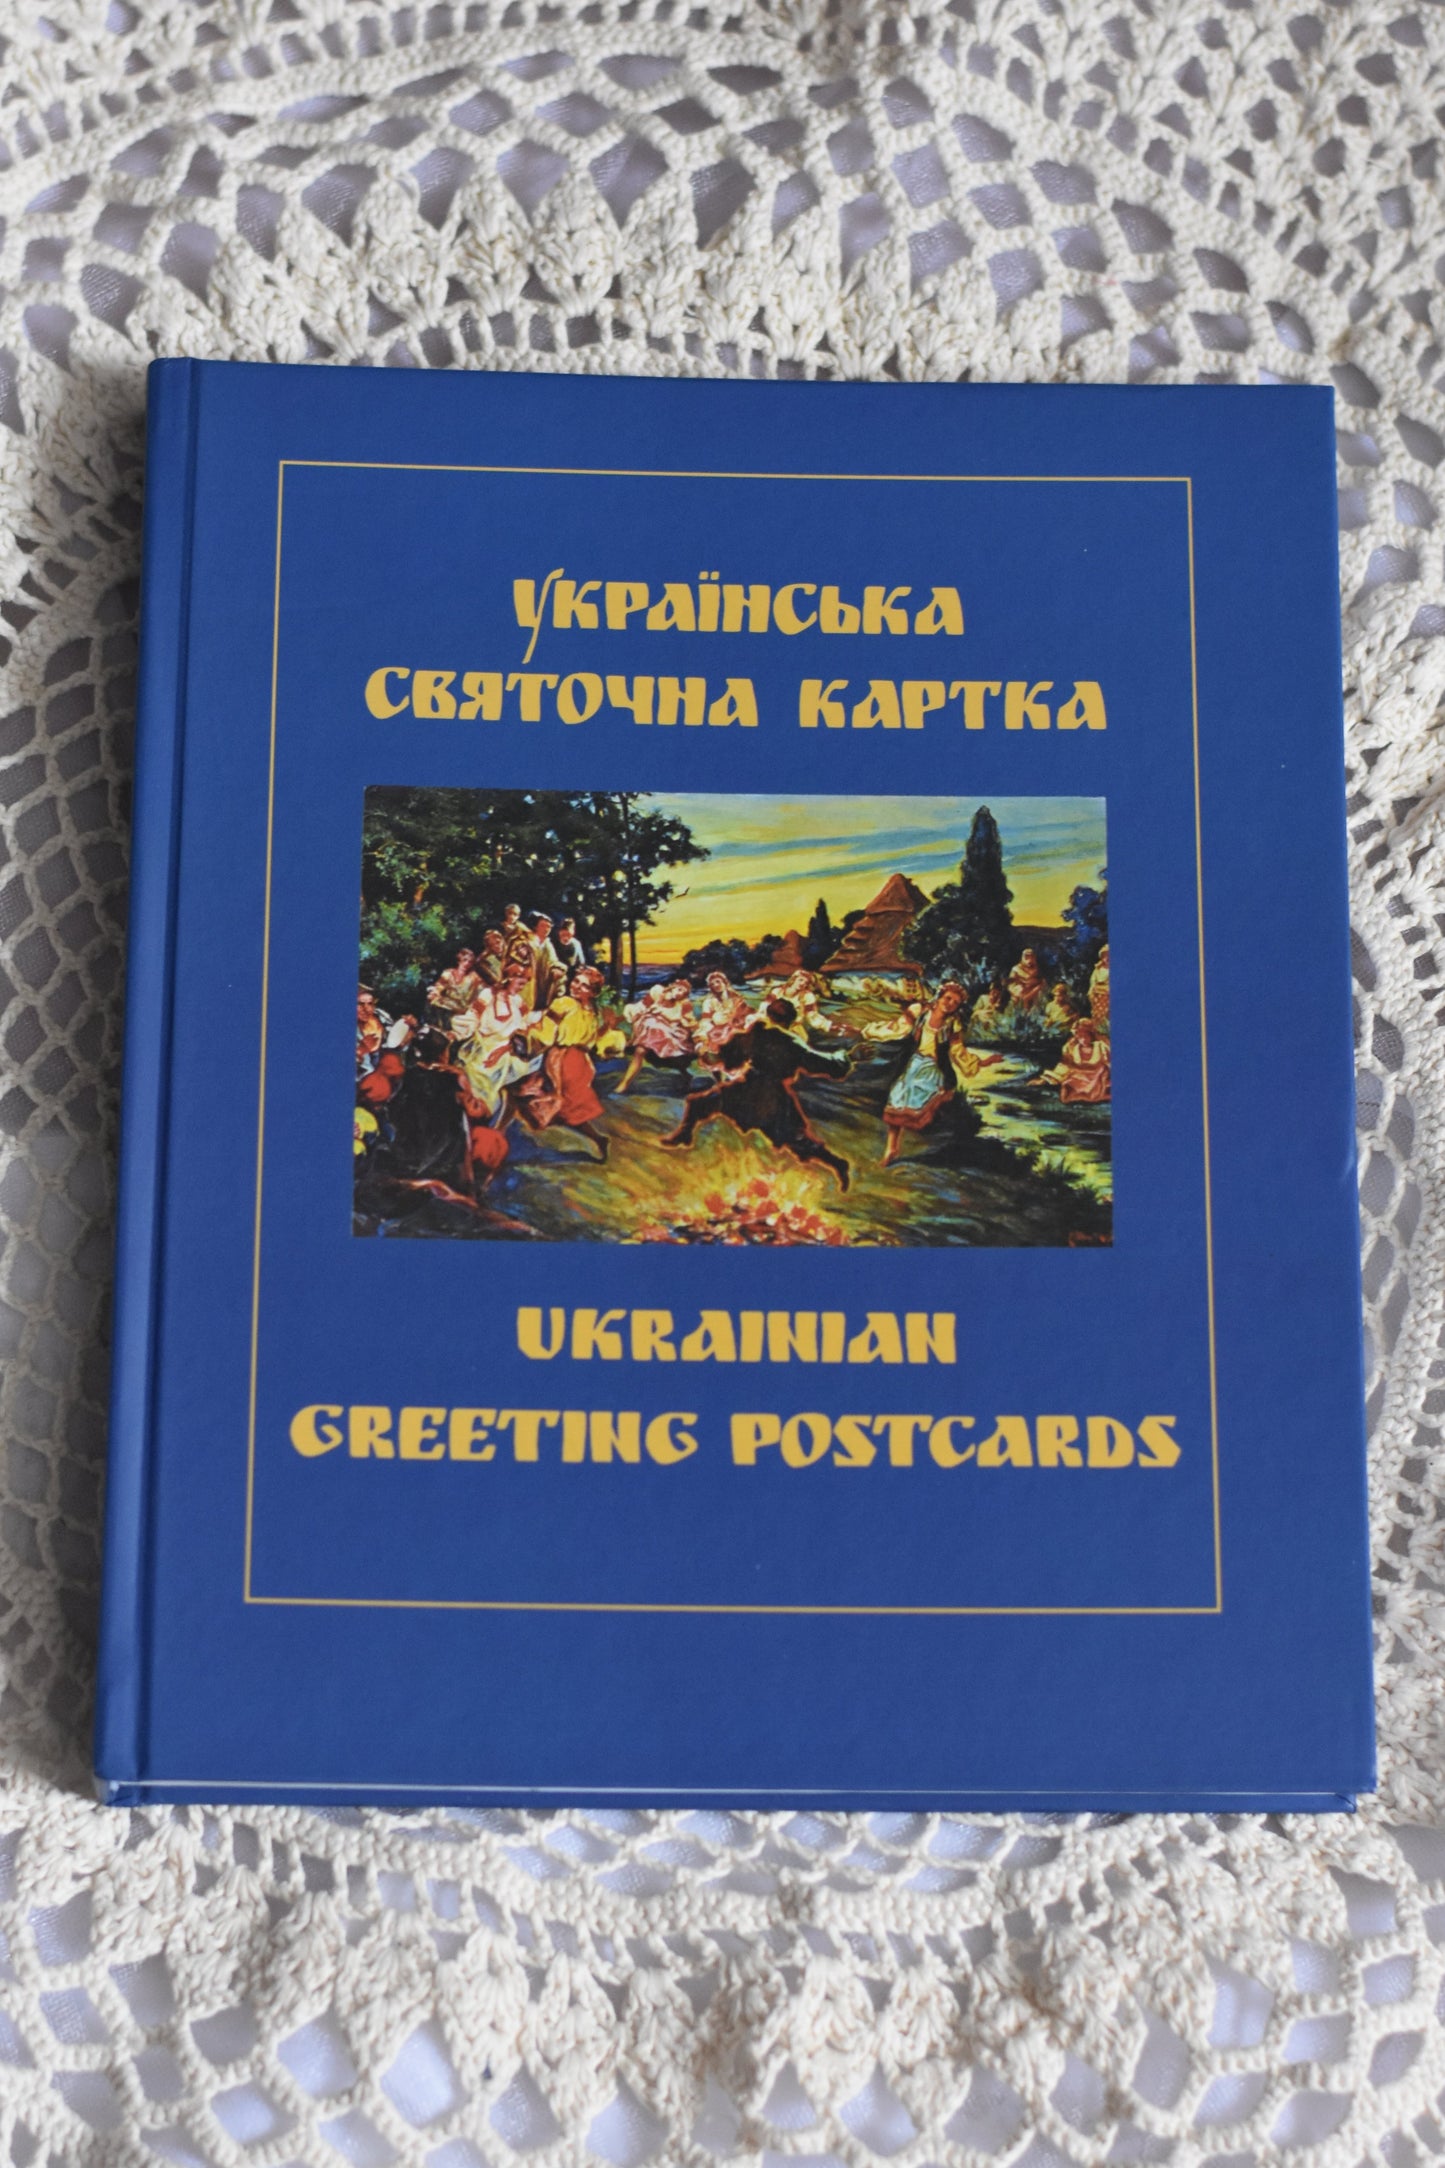 УКРАЇНСЬКА
СВЯТОЧНА КАРТКА
UKRAINIAN
GREETING POSTCARDS